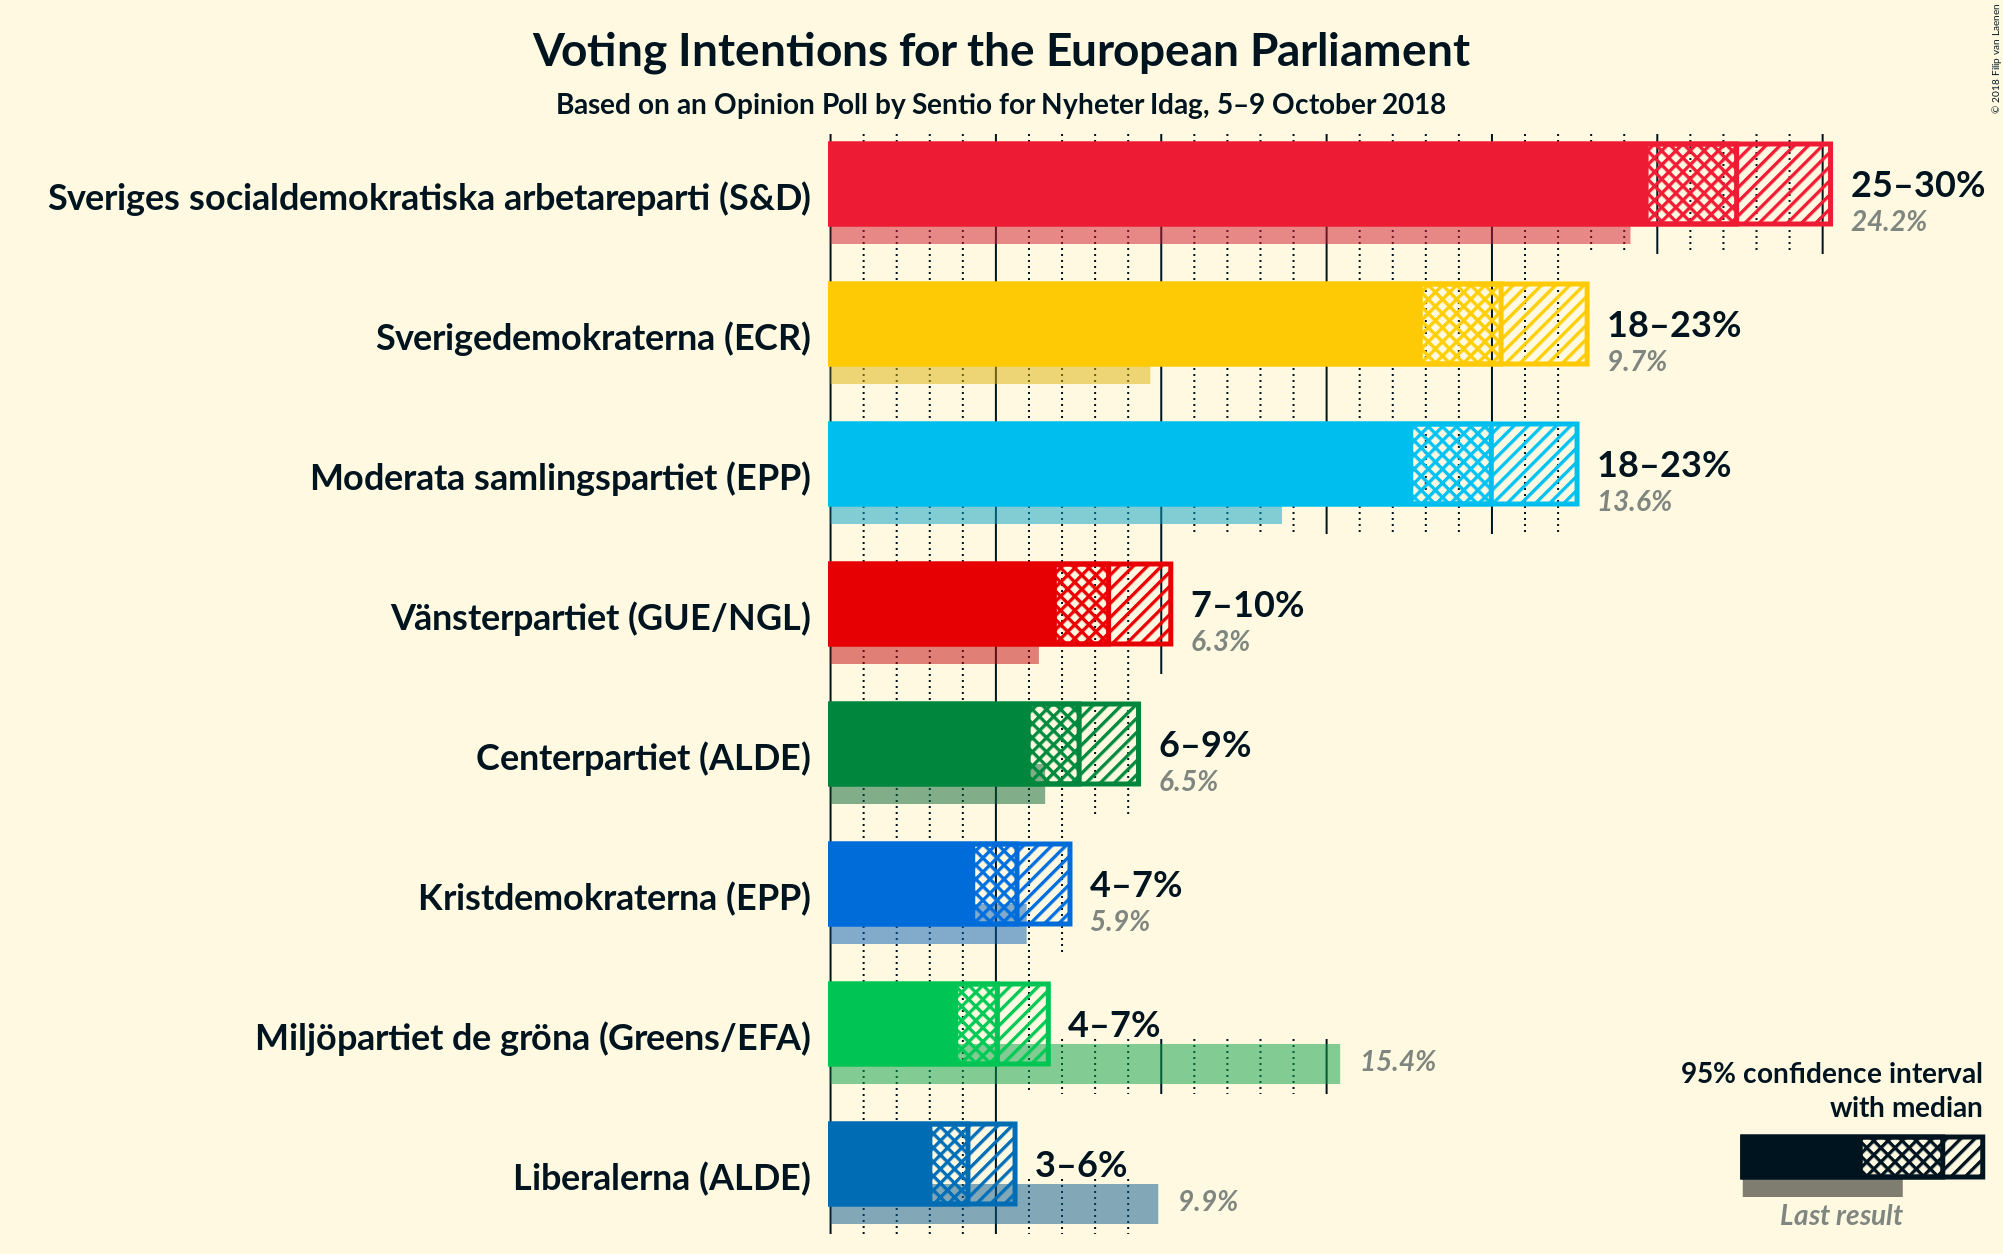 Voting Intentions for the European Parliament
Based on an Opinion Poll by Sentio for Nyheter Idag, 5–9 October 2018
© 2018 Filip van Laenen
Sveriges socialdemokratiska arbetareparti (S&D)
25–30%
24.2%
Sverigedemokraterna (ECR)
18–23%
9.7%
Moderata samlingspartiet (EPP)
18–23%
13.6%
Vänsterpartiet (GUE/NGL)
7–10%
6.3%
Centerpartiet (ALDE)
6–9%
6.5%
Kristdemokraterna (EPP)
4–7%
5.9%
Miljöpartiet de gröna (Greens/EFA)
4–7%
15.4%
Liberalerna (ALDE)
3–6%
9.9%
95% confidence interval
with median
Last result